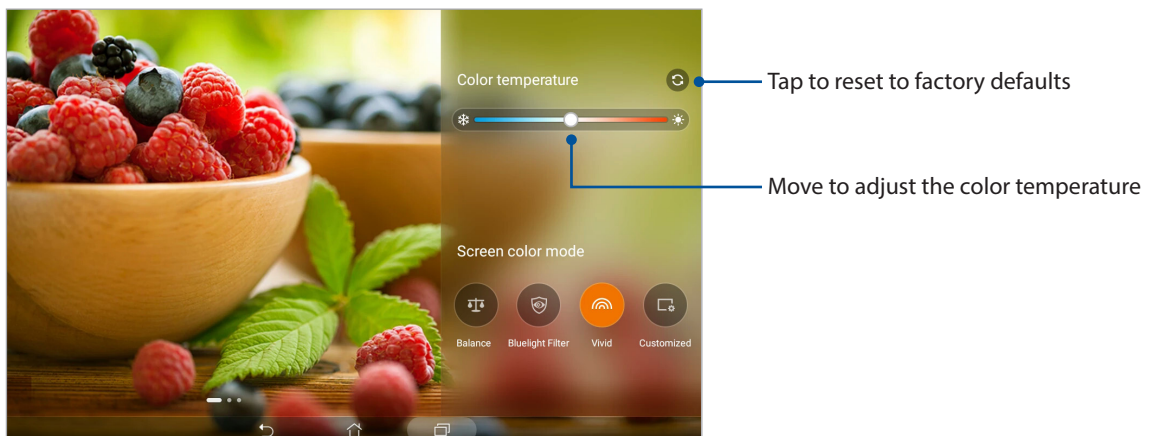 Color temperature
Tap to reset to factory defaults
Move to adjust the color temperature
Screen color mode
Balance
Bluelight Filter
Vivid
Customized